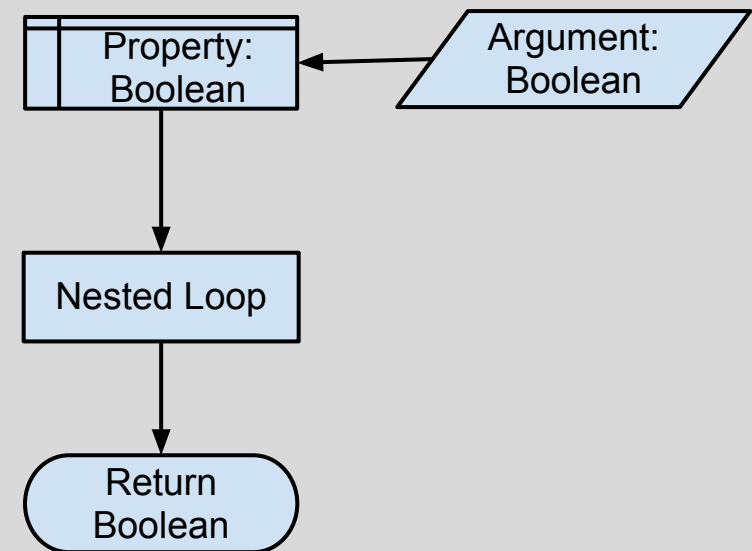 Property:
Boolean
Argument:
Boolean
Nested Loop
Return
Boolean